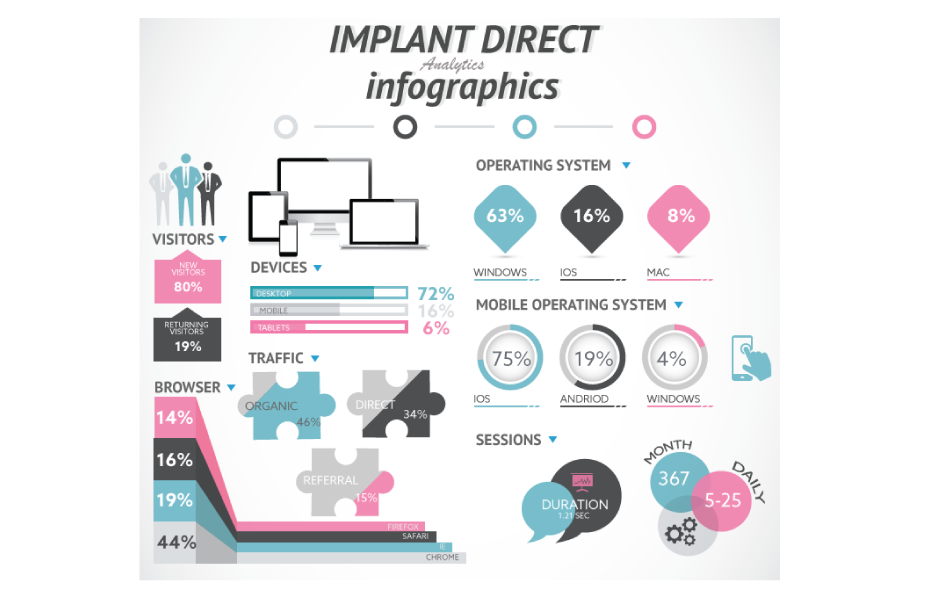 IMPLANT DIRECT
Analytics
infographics
VISITORS
NEW
VISITORS
80%
RETURNING
VISITORS
19%
DEVICES
DESKTOP
72%
MOBILE
16%
TABLETS
6%
OPERATING SYSTEM
63%
16%
8%
WINDOWS
IOS
MAC
MOBILE OPERATING SYSTEM
75%
19%
4%
IOS
ANDRIOD
WINDOWS
TRAFFIC
ORGANIC
46%
DIRECT
34%
REFERRAL
15%
BROWSER
14%
16%
19%
44%
FIREFOX
SAFARI
IE
CHROME
SESSIONS
DURATION
1.21 SEC
MONTH
367
DAILY
5-25